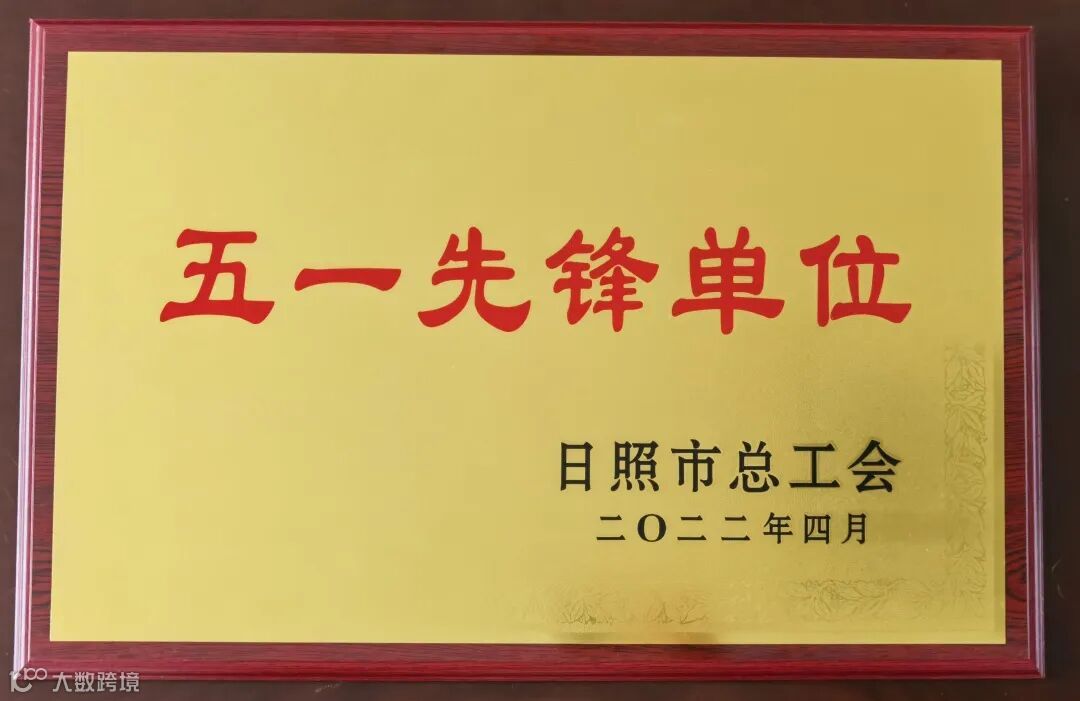 五一先锋单位
日照市总工会
二〇二二年四月
大数跨境